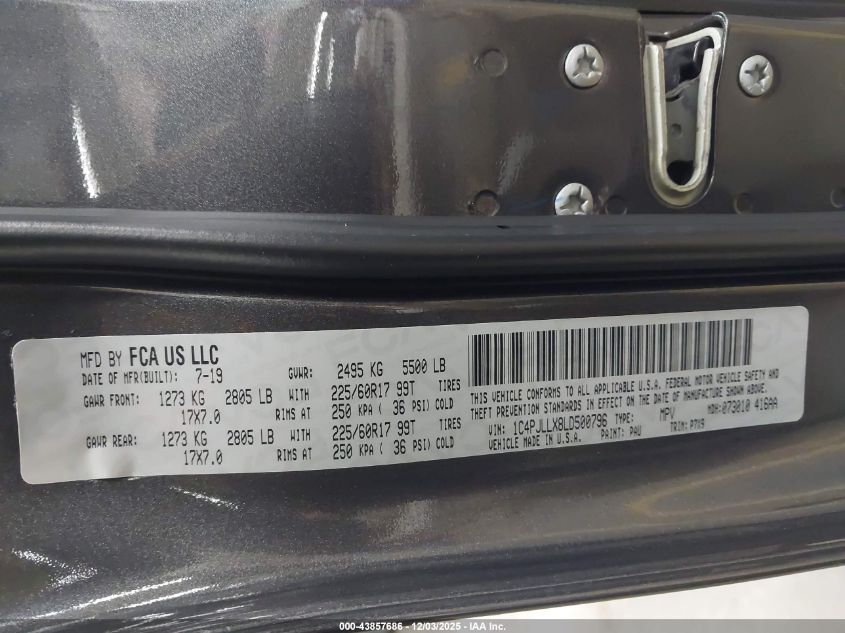 MFD BY FCA US LLC
DATE OF MFR(BUILT): 7-19 GVWR: 2495 KG 5500 LB
GAWR FRONT: 1273 KG 2805 LB WITH 225/60R17 99T TIRES
17X7.0 RIMS AT 250 KPA ( 36 PSI) COLD
GAWR REAR: 1273 KG 2805 LB WITH 225/60R17 99T TIRES
17X7.0 RIMS AT 250 KPA ( 36 PSI) COLD
THIS VEHICLE CONFORMS TO ALL APPLICABLE U.S.A. FEDERAL MOTOR VEHICLE SAFETY AND
THEFT PREVENTION STANDARDS IN EFFECT ON THE DATE OF MANUFACTURE SHOWN ABOVE.
MDH: 073010 416AA
VIN: 1C4PJLLX8LD500796 TYPE: MPV
VEHICLE MADE IN U.S.A. PAINT: PAU TRIM: P7X9
000-43857686 - 12/03/2025 - IAA Inc.